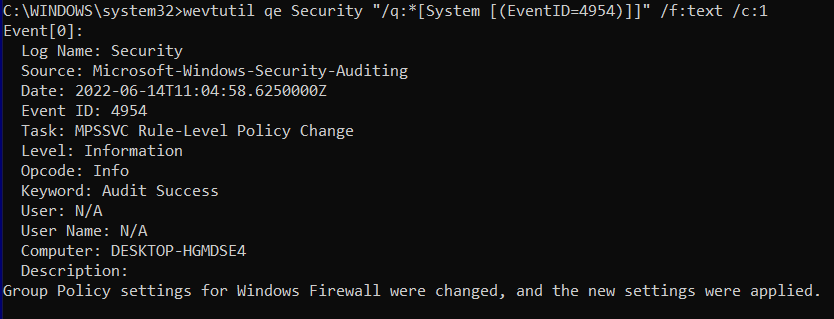 C:\WINDOWS\system32>wevtutil qe Security "/q:*[System [(EventID=4954)]]" /f:text /c:1
Event[0]:
  Log Name: Security
  Source: Microsoft-Windows-Security-Auditing
  Date: 2022-06-14T11:04:58.6250000Z
  Event ID: 4954
  Task: MPSSVC Rule-Level Policy Change
  Level: Information
  Opcode: Info
  Keyword: Audit Success
  User: N/A
  User Name: N/A
  Computer: DESKTOP-HGMDSE4
  Description:
Group Policy settings for Windows Firewall were changed, and the new settings were applied.